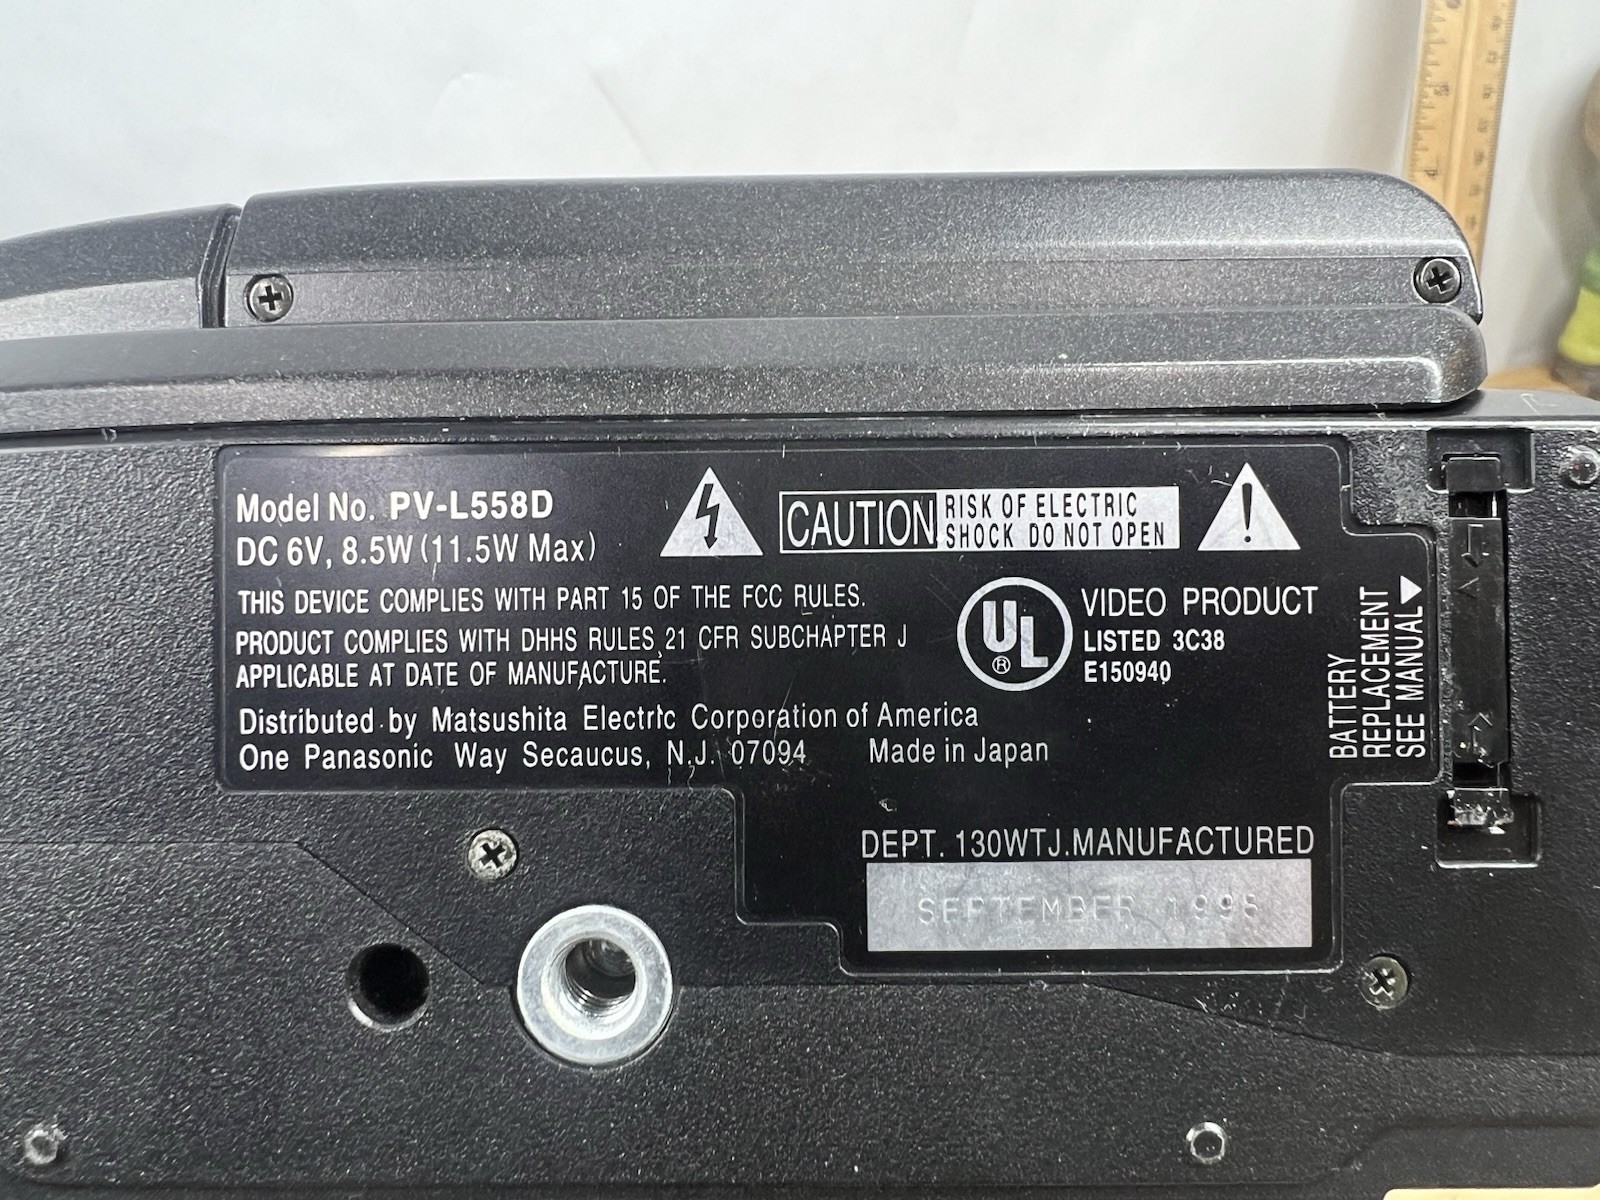 Model No. PV-L558D
DC 6V, 8.5W (11.5W Max)
CAUTION
RISK OF ELECTRIC
SHOCK DO NOT OPEN
THIS DEVICE COMPLIES WITH PART 15 OF THE FCC RULES.
PRODUCT COMPLIES WITH DHHS RULES 21 CFR SUBCHAPTER J
APPLICABLE AT DATE OF MANUFACTURE.
UL ®
VIDEO PRODUCT
LISTED 3C38
E150940
Distributed by Matsushita Electric Corporation of America
One Panasonic Way Secaucus, N.J. 07094 Made in Japan
BATTERY
REPLACEMENT
SEE MANUAL
DEPT. 130WTJ.MANUFACTURED
SEPTEMBER 1995